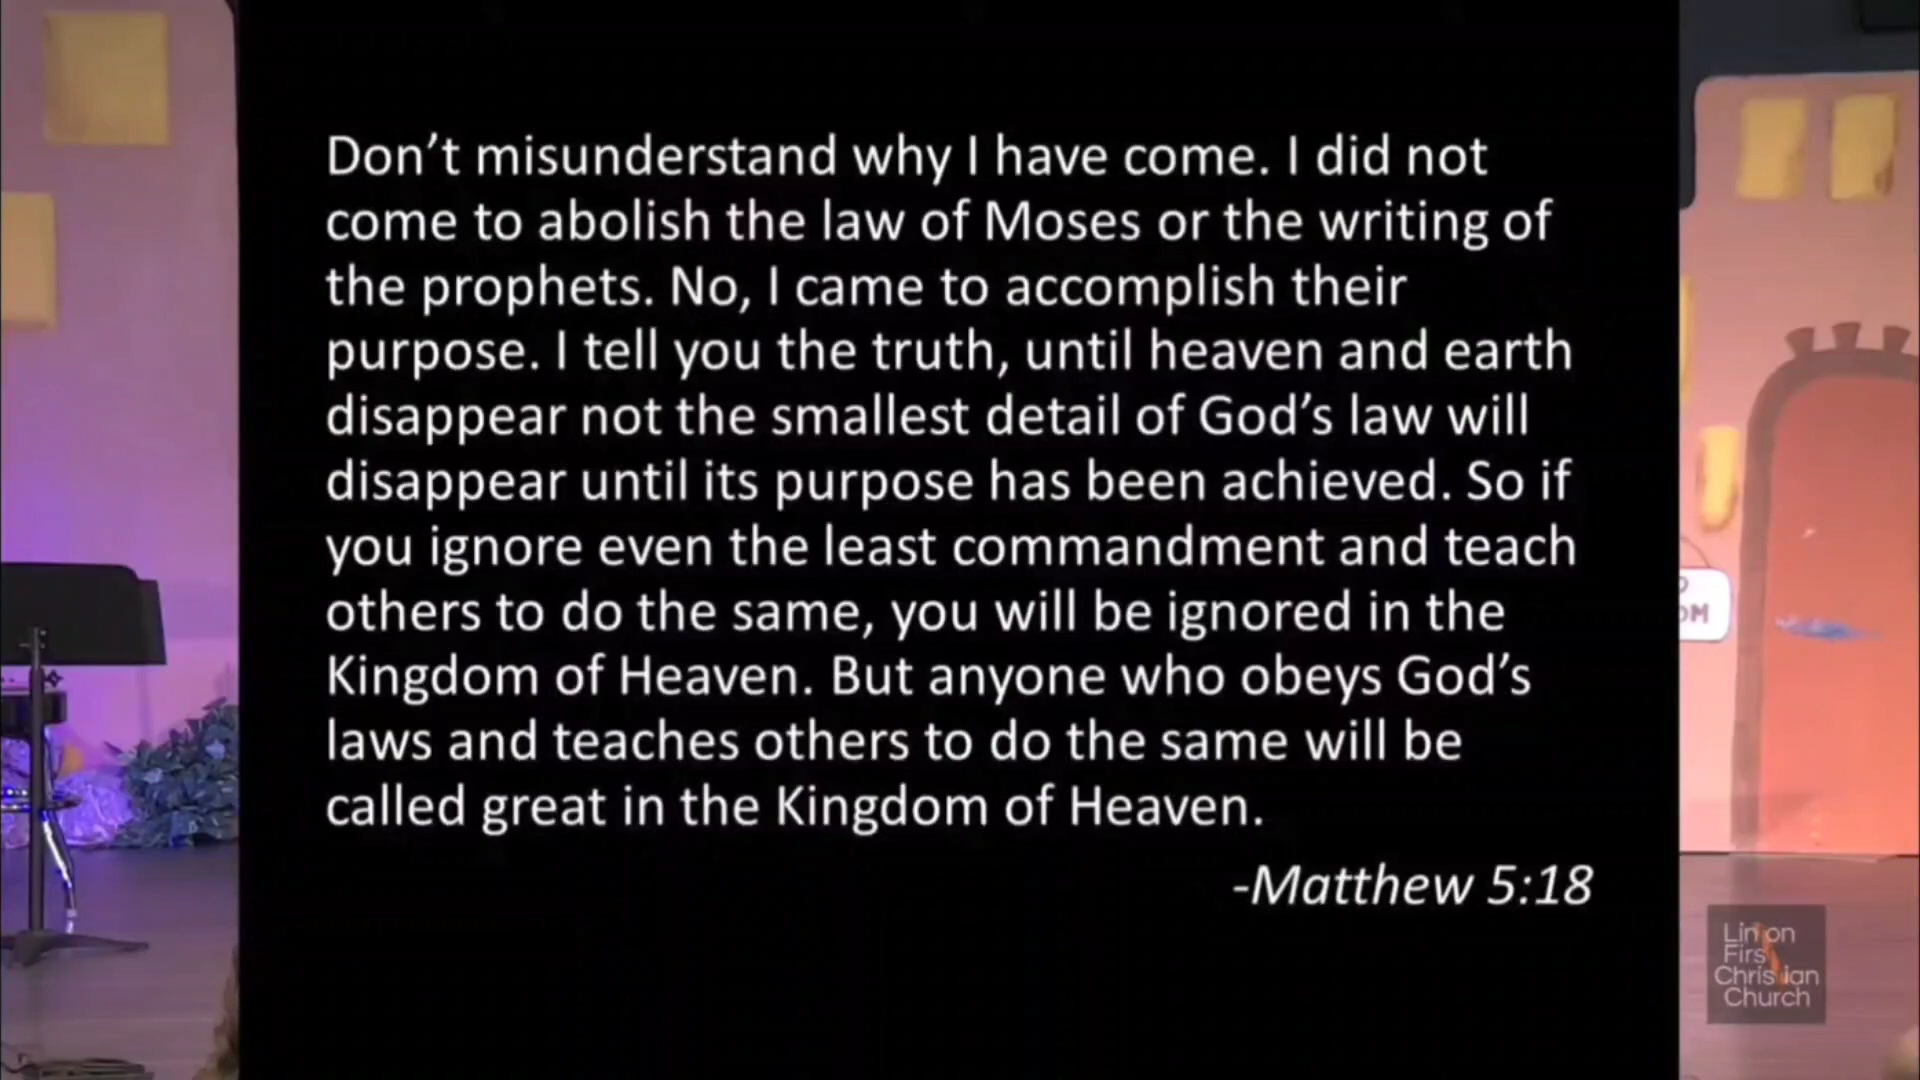 Don’t misunderstand why I have come. I did not
come to abolish the law of Moses or the writing of
the prophets. No, I came to accomplish their
purpose. I tell you the truth, until heaven and earth
disappear not the smallest detail of God’s law will
disappear until its purpose has been achieved. So if
you ignore even the least commandment and teach
others to do the same, you will be ignored in the
Kingdom of Heaven. But anyone who obeys God’s
laws and teaches others to do the same will be
called great in the Kingdom of Heaven.
-Matthew 5:18
Linton
First
Christian
Church